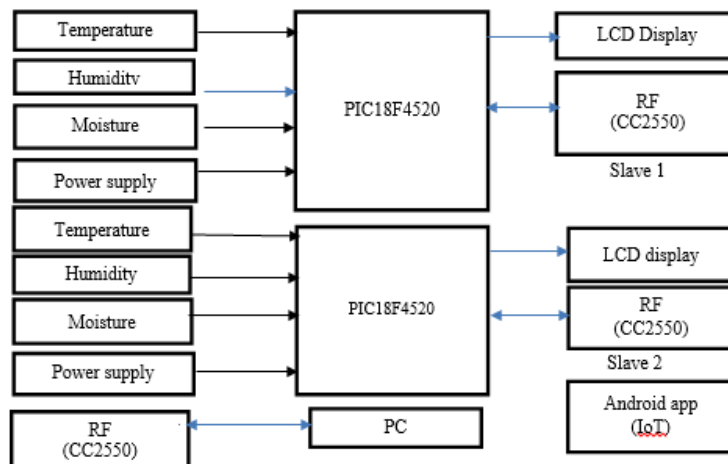 Temperature
Humidity
Moisture
Power supply
PIC18F4520
LCD Display
RF
(CC2550)
Slave 1
Temperature
Humidity
Moisture
Power supply
PIC18F4520
LCD display
RF
(CC2550)
Slave 2
RF
(CC2550)
PC
Android app
(IoT)